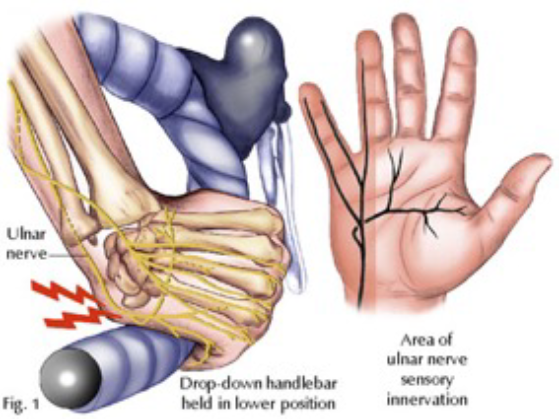 Ulnar
nerve
Fig. 1
Drop-down handlebar
held in lower position
Area of
ulnar nerve
sensory
innervation